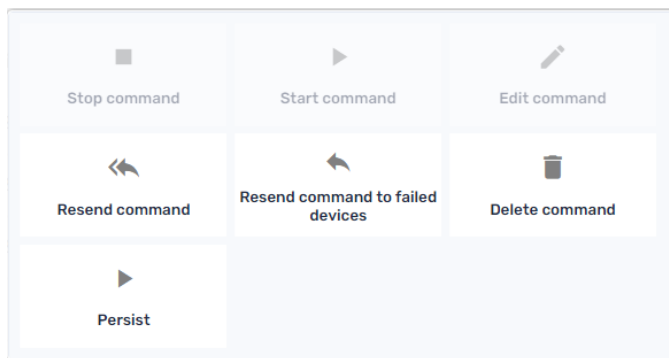 Stop command
Start command
Edit command
Resend command
Resend command to failed
devices
Delete command
Persist